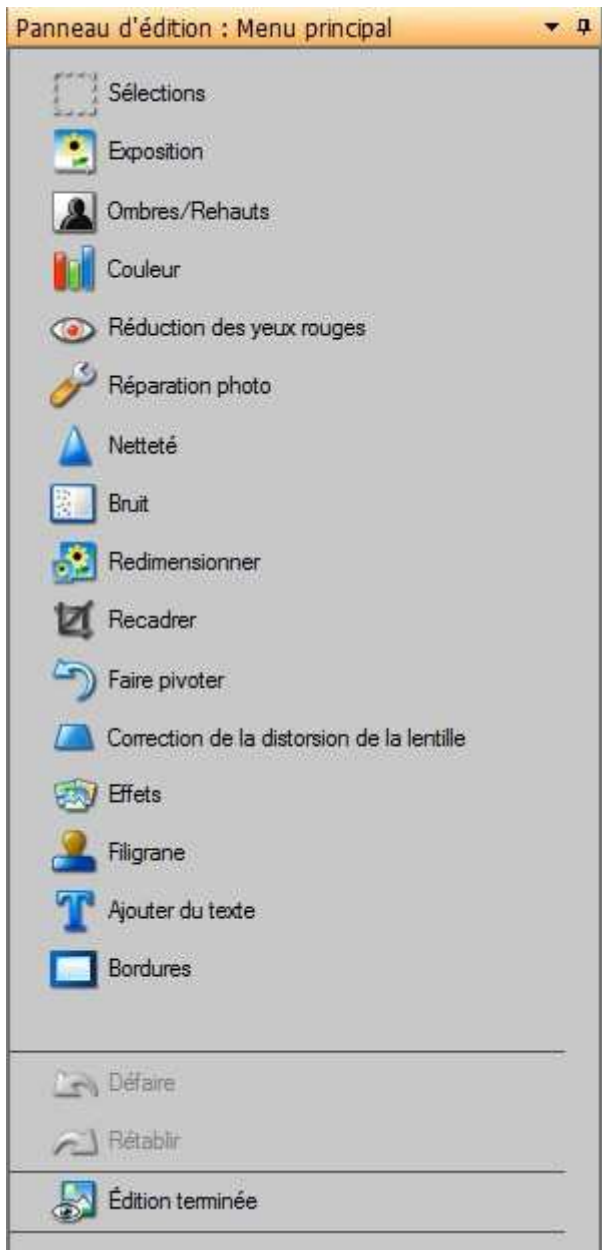 Panneau d'édition : Menu principal
Sélections
Exposition
Ombres/Rehauts
Couleur
Réduction des yeux rouges
Réparation photo
Netteté
Bruit
Redimensionner
Recadrer
Faire pivoter
Correction de la distorsion de la lentille
Effets
Filigrane
Ajouter du texte
Bordures
Défaire
Rétablir
Édition terminée